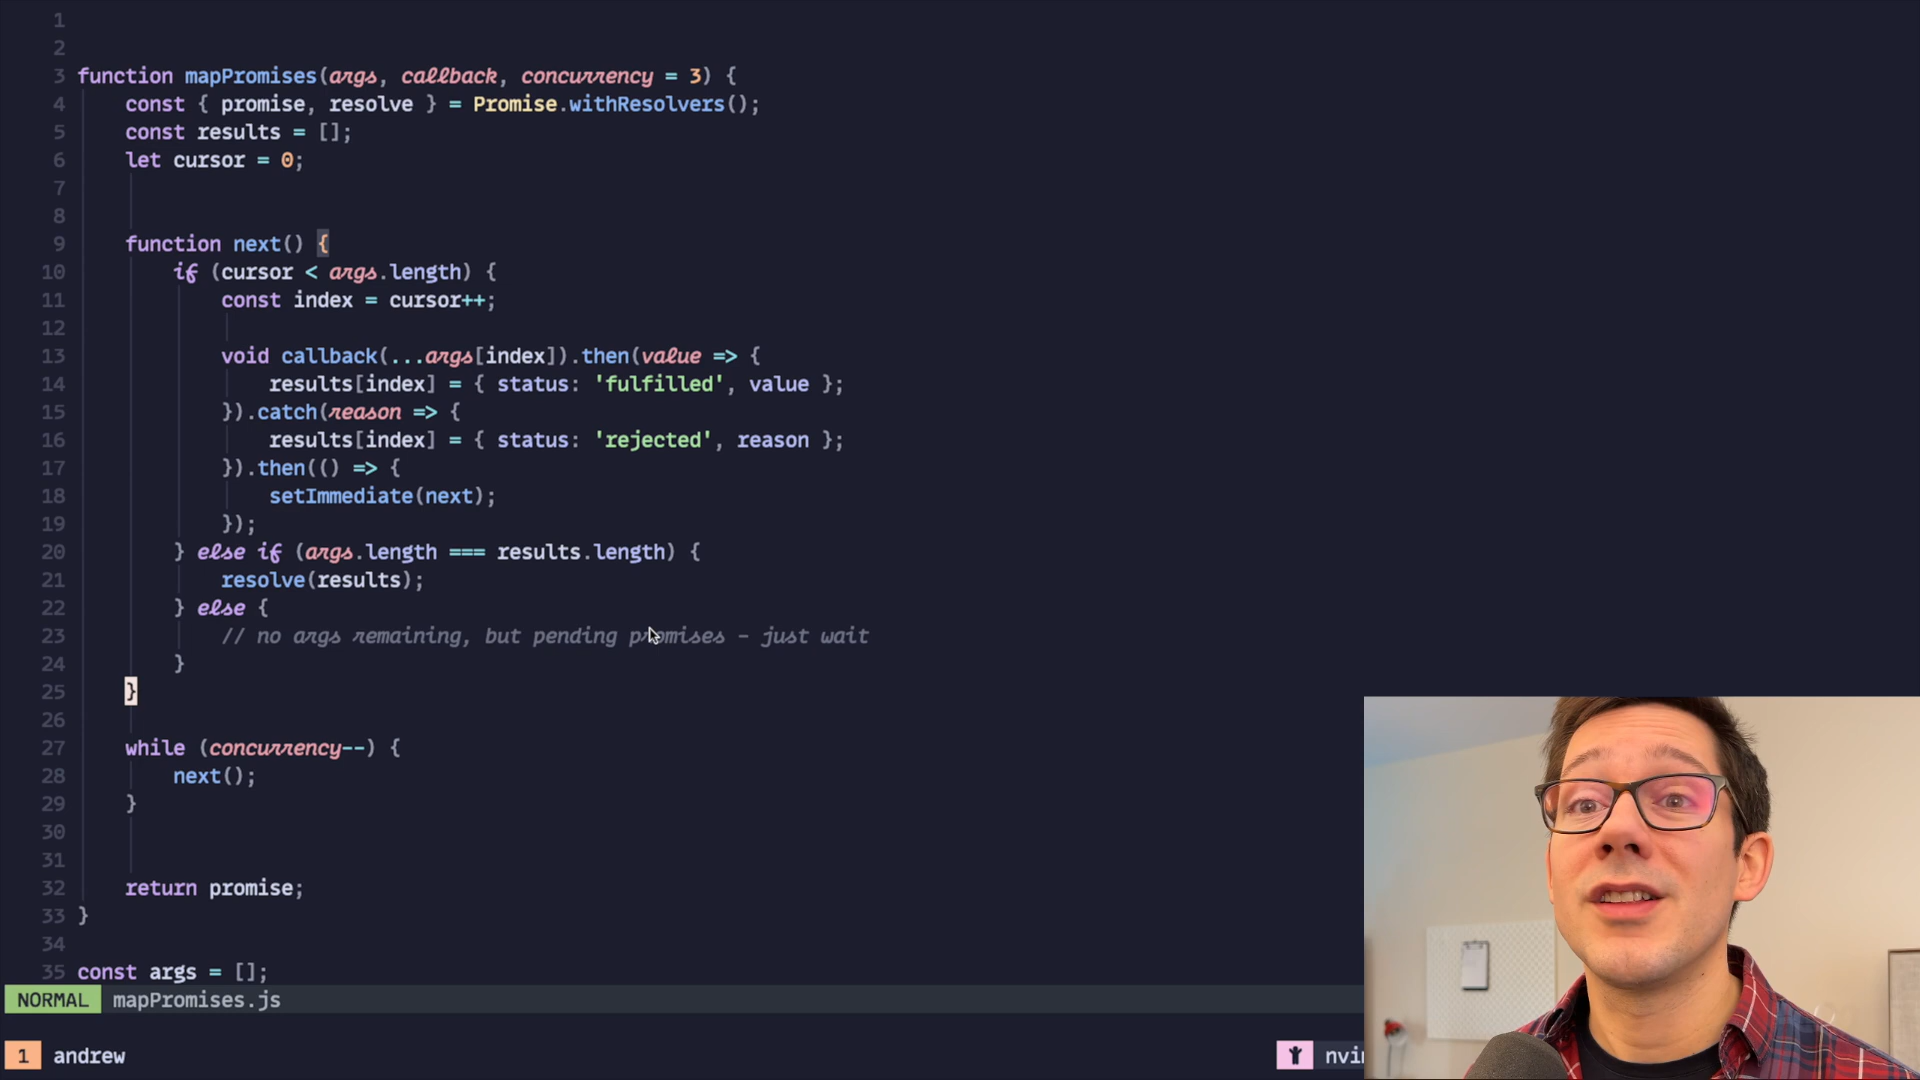 1
2
3 function mapPromises(args, callback, concurrency = 3) {
4 const { promise, resolve } = Promise.withResolvers();
5 const results = [];
6 let cursor = 0;
7
8
9 function next() {
10 if (cursor < args.length) {
11 const index = cursor++;
12
13 void callback(...args[index]).then(value => {
14 results[index] = { status: 'fulfilled', value };
15 }).catch(reason => {
16 results[index] = { status: 'rejected', reason };
17 }).then(() => {
18 setImmediate(next);
19 });
20 } else if (args.length === results.length) {
21 resolve(results);
22 } else {
23 // no args remaining, but pending promises - just wait
24 }
25 }
26
27 while (concurrency--) {
28 next();
29 }
30
31
32 return promise;
33 }
34
35 const args = [];
NORMAL mapPromises.js
1 andrew